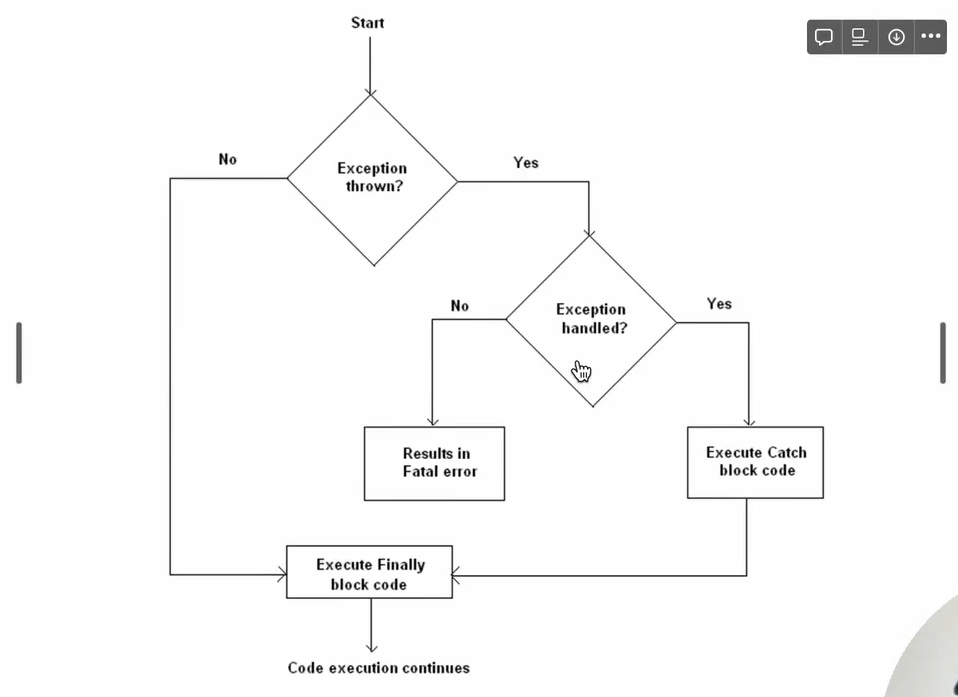 Start
No
Yes
Exception
thrown?
No
Yes
Exception
handled?
Results in
Fatal error
Execute Catch
block code
Execute Finally
block code
Code execution continues